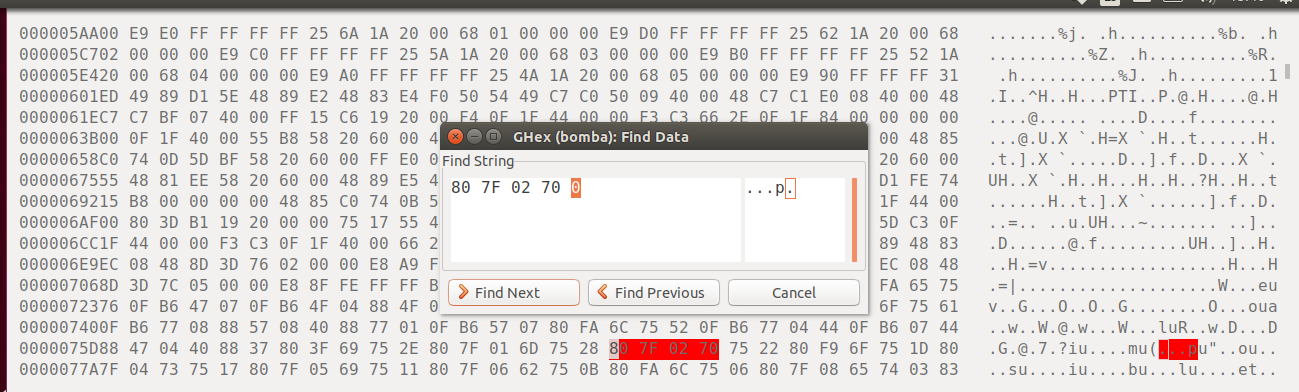 000005AA00 E9 E0 FF FF FF FF 25 6A 1A 20 00 68 01 00 00 00 E9 D0 FF FF FF FF 25 62 1A 20 00 68 .......%j. .h..........%b. .h
000005C702 00 00 00 E9 C0 FF FF FF FF 25 5A 1A 20 00 68 03 00 00 00 E9 B0 FF FF FF FF 25 52 1A ..........%Z. .h..........%R.
000005E420 00 68 04 00 00 00 E9 A0 FF FF FF FF 25 4A 1A 20 00 68 05 00 00 00 E9 90 FF FF FF 31 .h..........%J. .h.........1
00000601ED 49 89 D1 5E 48 89 E2 48 83 E4 F0 50 54 49 C7 C0 50 09 40 00 48 C7 C1 E0 08 40 00 48 .I..^H..H...PTI..P.@.H....@.H
0000061EC7 C7 BF 07 40 00 FF 15 C6 19 20 00 F4 0F 1F 44 00 00 F3 C3 66 2E 0F 1F 84 00 00 00 00 ....@..... ....D....f........
0000063B00 0F 1F 40 00 55 B8 58 20 60 00 4 00 48 85 ...@.U.X `.H=X `.H..t......H.
0000658C0 74 0D 5D BF 58 20 60 00 FF E0 0 20 60 00 .t.].X `.....D..].f..D...X `.
0000067555 48 81 EE 58 20 60 00 48 89 E5 4 D1 FE 74 UH..X `.H..H...H..H..?H..H..t
0000069215 B8 00 00 00 00 48 85 C0 74 0B 5 1F 44 00 ......H..t.].X `......].f..D.
000006AF00 80 3D B1 19 20 00 00 75 17 55 4 5D C3 0F ..=.. ..u.UH...~....... ..]..
000006CC1F 44 00 00 F3 C3 0F 1F 40 00 66 2 89 48 83 .D......@.f.........UH..]..H.
000006E9EC 08 48 8D 3D 76 02 00 00 E8 A9 F EC 08 48 ..H.=v..................H...H
000007068D 3D 7C 05 00 00 E8 8F FE FF FF B FA 65 75 .=|.....................W...eu
0000072376 0F B6 47 07 0F B6 4F 04 88 4F 0 6F 75 61 v..G...O..O..G........O...oua
000007400F B6 77 08 88 57 08 40 88 77 01 0F B6 57 07 80 FA 6C 75 52 0F B6 77 04 44 0F B6 07 44 ..w..W.@.w...W...luR..w.D...D
0000075D88 47 04 40 88 37 80 3F 69 75 2E 80 7F 01 6D 75 28 80 7F 02 70 75 22 80 F9 6F 75 1D 80 .G.@.7.?iu....mu(...pu"..ou..
0000077A7F 04 73 75 17 80 7F 05 69 75 11 80 7F 06 62 75 0B 80 FA 6C 75 06 80 7F 08 65 74 03 83 ..su....iu....bu...lu....et..
GHex (bomba): Find Data
Find String
80 7F 02 70 0 ...p.
Find Next
Find Previous
Cancel